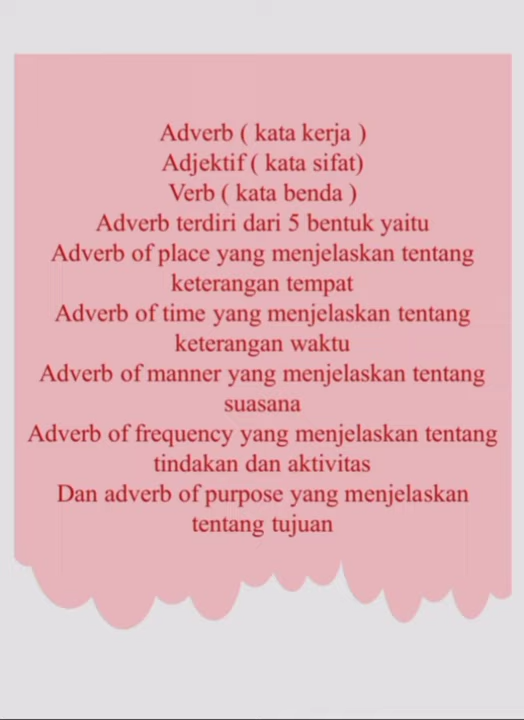 Adverb ( kata kerja )
Adjektif ( kata sifat)
Verb ( kata benda )
Adverb terdiri dari 5 bentuk yaitu
Adverb of place yang menjelaskan tentang
keterangan tempat
Adverb of time yang menjelaskan tentang
keterangan waktu
Adverb of manner yang menjelaskan tentang
suasana
Adverb of frequency yang menjelaskan tentang
tindakan dan aktivitas
Dan adverb of purpose yang menjelaskan
tentang tujuan